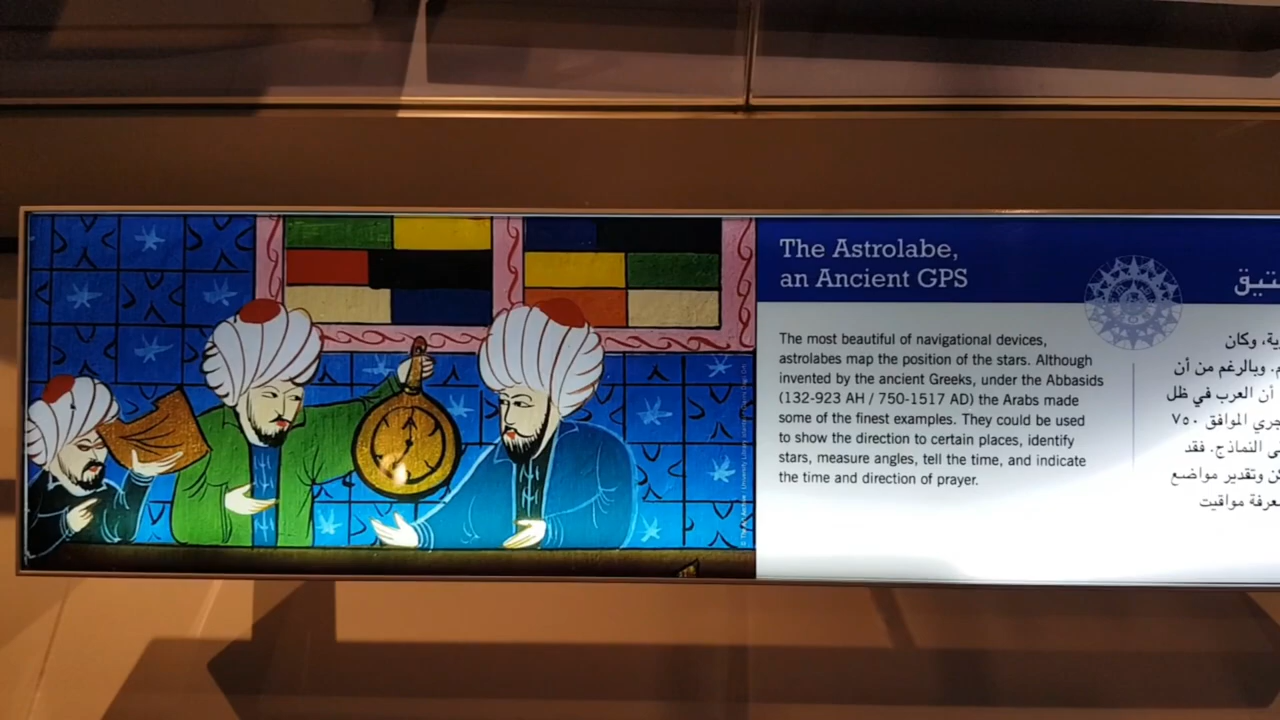 The Astrolabe,
an Ancient GPS
The most beautiful of navigational devices,
astrolabes map the position of the stars. Although
invented by the ancient Greeks, under the Abbasids
(132-923 AH / 750-1517 AD) the Arabs made
some of the finest examples. They could be used
to show the direction to certain places, identify
stars, measure angles, tell the time, and indicate
the time and direction of prayer.
وكان
وبالرغم من أن
أن العرب في ظل
الموافق ٧٥٠
النماذج. فقد
وتقدير مواضع
مواقيت